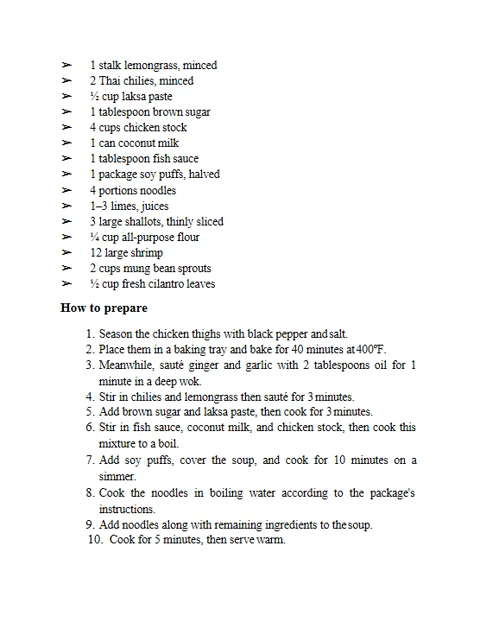 ➢ 1 stalk lemongrass, minced
➢ 2 Thai chilies, minced
➢ ½ cup laksa paste
➢ 1 tablespoon brown sugar
➢ 4 cups chicken stock
➢ 1 can coconut milk
➢ 1 tablespoon fish sauce
➢ 1 package soy puffs, halved
➢ 4 portions noodles
➢ 1–3 limes, juices
➢ 3 large shallots, thinly sliced
➢ ¼ cup all-purpose flour
➢ 12 large shrimp
➢ 2 cups mung bean sprouts
➢ ½ cup fresh cilantro leaves
How to prepare
1. Season the chicken thighs with black pepper and salt.
2. Place them in a baking tray and bake for 40 minutes at 400°F.
3. Meanwhile, sauté ginger and garlic with 2 tablespoons oil for 1
minute in a deep wok.
4. Stir in chilies and lemongrass then sauté for 3 minutes.
5. Add brown sugar and laksa paste, then cook for 3 minutes.
6. Stir in fish sauce, coconut milk, and chicken stock, then cook this
mixture to a boil.
7. Add soy puffs, cover the soup, and cook for 10 minutes on a
simmer.
8. Cook the noodles in boiling water according to the package's
instructions.
9. Add noodles along with remaining ingredients to the soup.
10. Cook for 5 minutes, then serve warm.